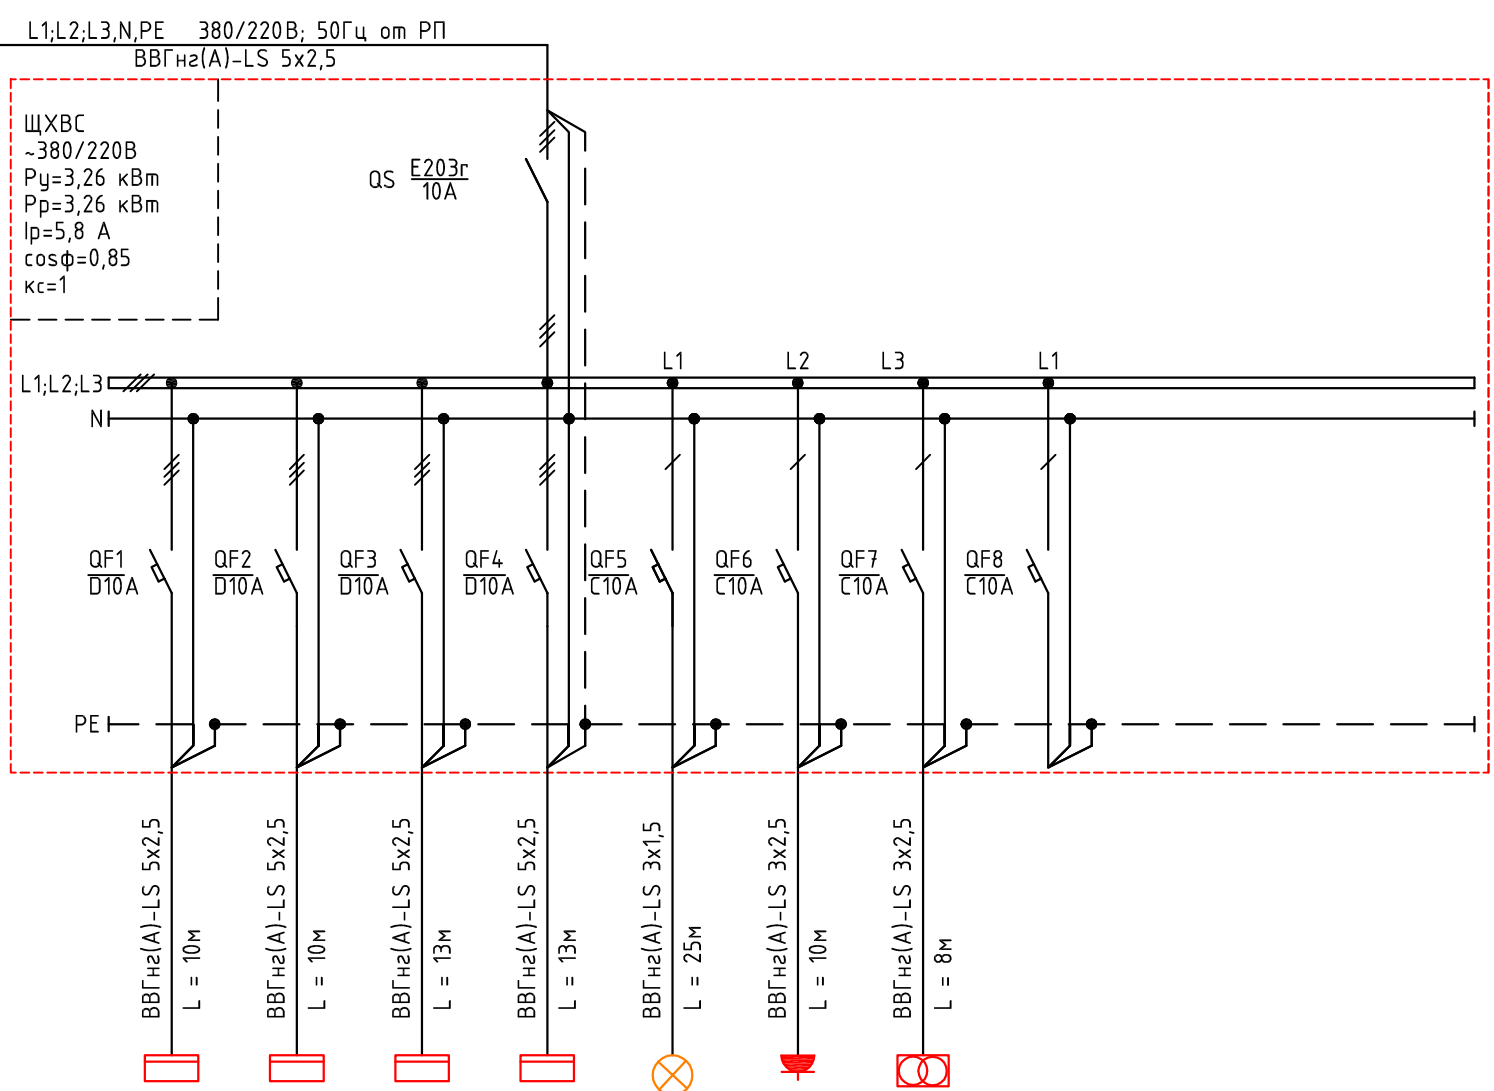 L1;L2;L3,N,PE 380/220В; 50Гц от РП
ВВГнг(А)-LS 5х2,5
ЩХВС
~380/220В
Ру=3,26 кВт
Рр=3,26 кВт
Iр=5,8 А
cosφ=0,85
кс=1
QS E203г
10А
L1 L2 L3 L1
L1;L2;L3
N
QF1 QF2 QF3 QF4 QF5 QF6 QF7 QF8
D10A D10A D10A D10A C10A C10A C10A C10A
PE
ВВГнг(А)-LS 5х2,5
L = 10м
ВВГнг(А)-LS 5х2,5
L = 10м
ВВГнг(А)-LS 5х2,5
L = 13м
ВВГнг(А)-LS 5х2,5
L = 13м
ВВГнг(А)-LS 3х1,5
L = 25м
ВВГнг(А)-LS 3х2,5
L = 10м
ВВГнг(А)-LS 3х2,5
L = 8м